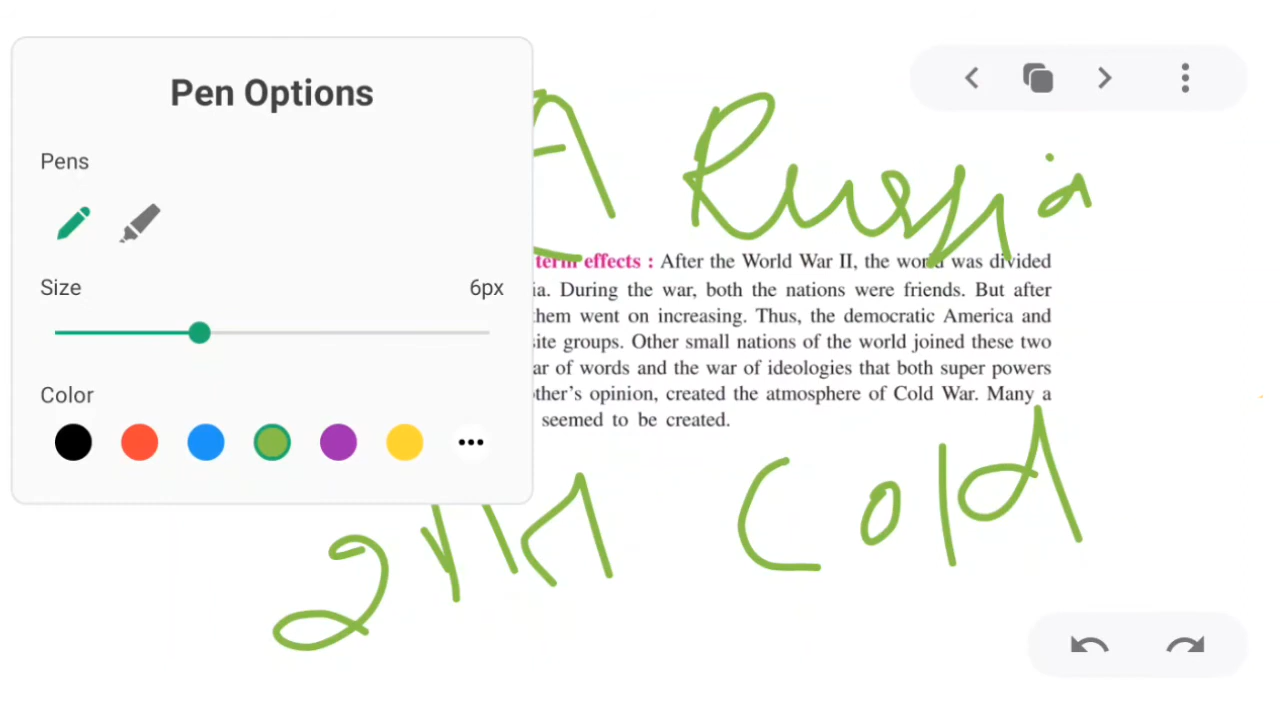 Pen Options
Pens
Size 6px
Color
A Russia
term effects : After the World War II, the world was divided
ia. During the war, both the nations were friends. But after
hem went on increasing. Thus, the democratic America and
site groups. Other small nations of the world joined these two
ar of words and the war of ideologies that both super powers
ther's opinion, created the atmosphere of Cold War. Many a
seemed to be created.
Cold